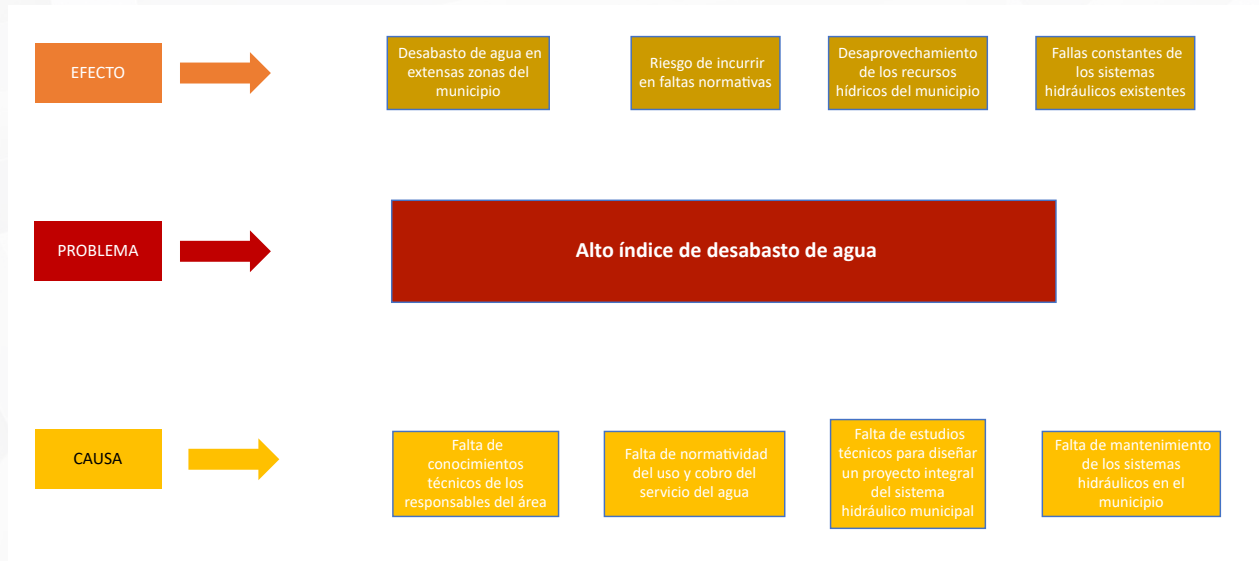 EFECTO
Desabasto de agua en
extensas zonas del
municipio
Riesgo de incurrir
en faltas normativas
Desaprovechamiento
de los recursos
hídricos del municipio
Fallas constantes de
los sistemas
hidráulicos existentes
PROBLEMA
Alto índice de desabasto de agua
CAUSA
Falta de
conocimientos
técnicos de los
responsables del área
Falta de normatividad
del uso y cobro del
servicio del agua
Falta de estudios
técnicos para diseñar
un proyecto integral
del sistema
hidráulico municipal
Falta de mantenimiento
de los sistemas
hidráulicos en el
municipio